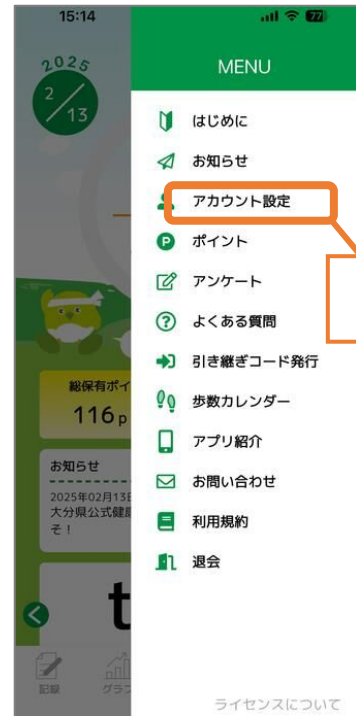 15:14
77
2025
2/13
MENU
はじめに
お知らせ
アカウント設定
P ポイント
アンケート
? よくある質問
引き継ぎコード発行
歩数カレンダー
アプリ紹介
お問い合わせ
利用規約
退会
ライセンスについて
総保有ポイ
116p
お知らせ
2025年02月13日
大分県公式健康
そ！
t
記録
グラフ